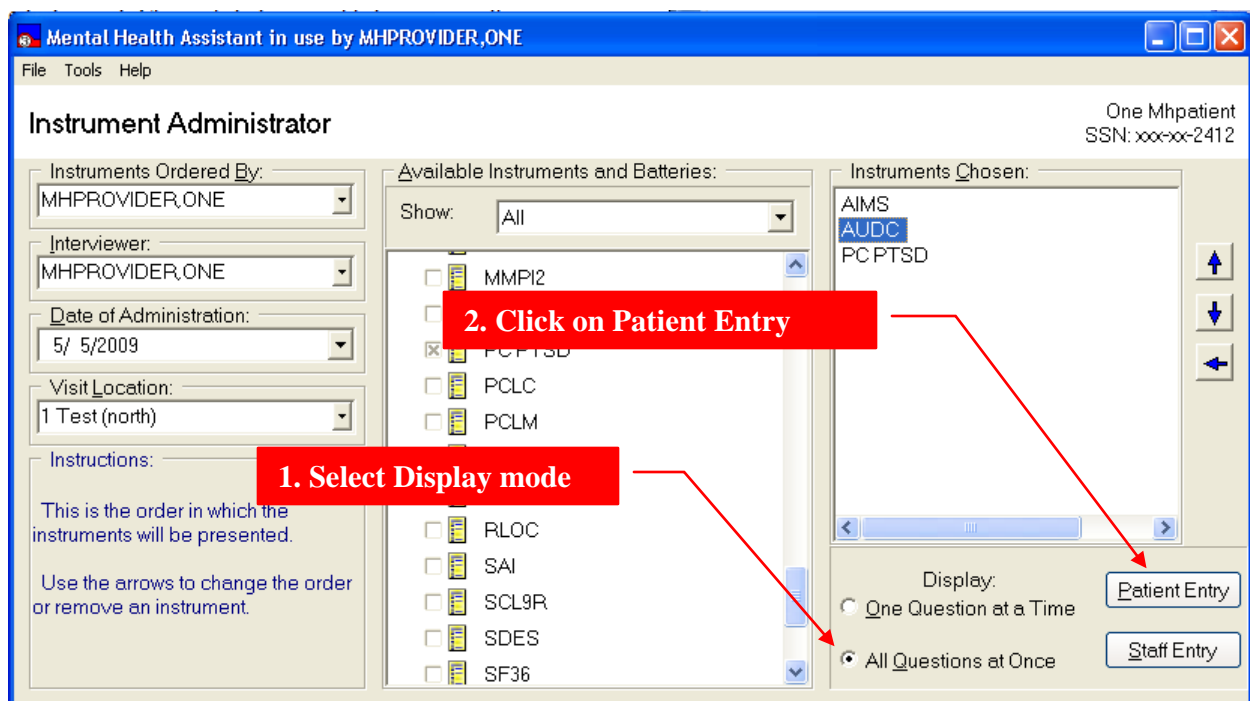 Mental Health Assistant in use by MHPROVIDER,ONE
File Tools Help
Instrument Administrator
One Mhpatient
SSN: xxx-xx-2412
Instruments Ordered By:
MHPROVIDER,ONE
Interviewer:
MHPROVIDER,ONE
Date of Administration:
5/ 5/2009
Visit Location:
1 Test (north)
Instructions:
This is the order in which the
instruments will be presented.
Use the arrows to change the order
or remove an instrument.
Available Instruments and Batteries:
Show: All
MMPI2
2. Click on Patient Entry
PC PTSD
PCLC
PCLM
1. Select Display mode
RLOC
SAI
SCL9R
SDES
SF36
Instruments Chosen:
AIMS
AUDC
PC PTSD
Display:
One Question at a Time
All Questions at Once
Patient Entry
Staff Entry